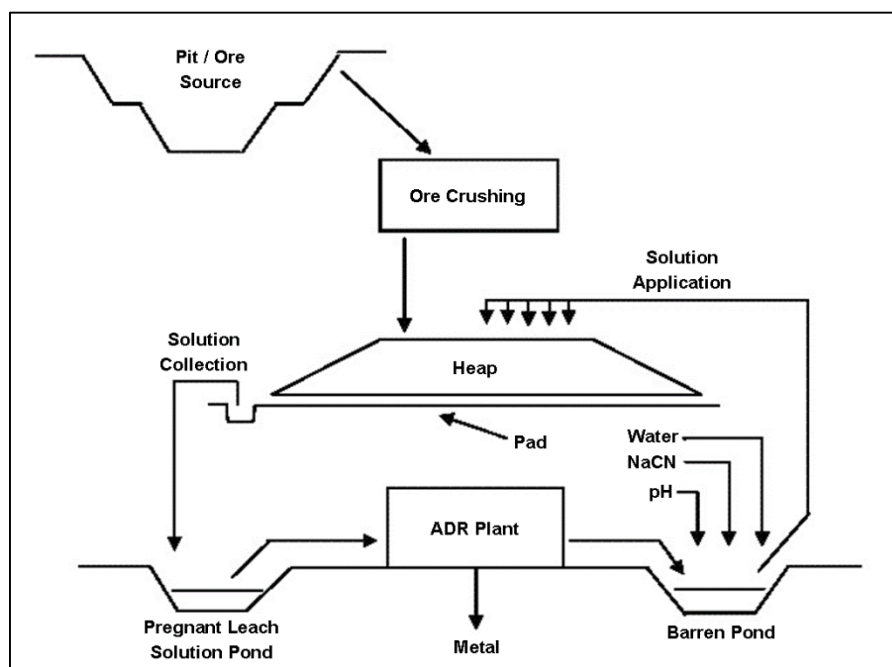 Pit / Ore
Source
Ore Crushing
Solution
Application
Solution
Collection
Heap
Pad
Water
NaCN
pH
ADR Plant
Pregnant Leach
Solution Pond
Metal
Barren Pond